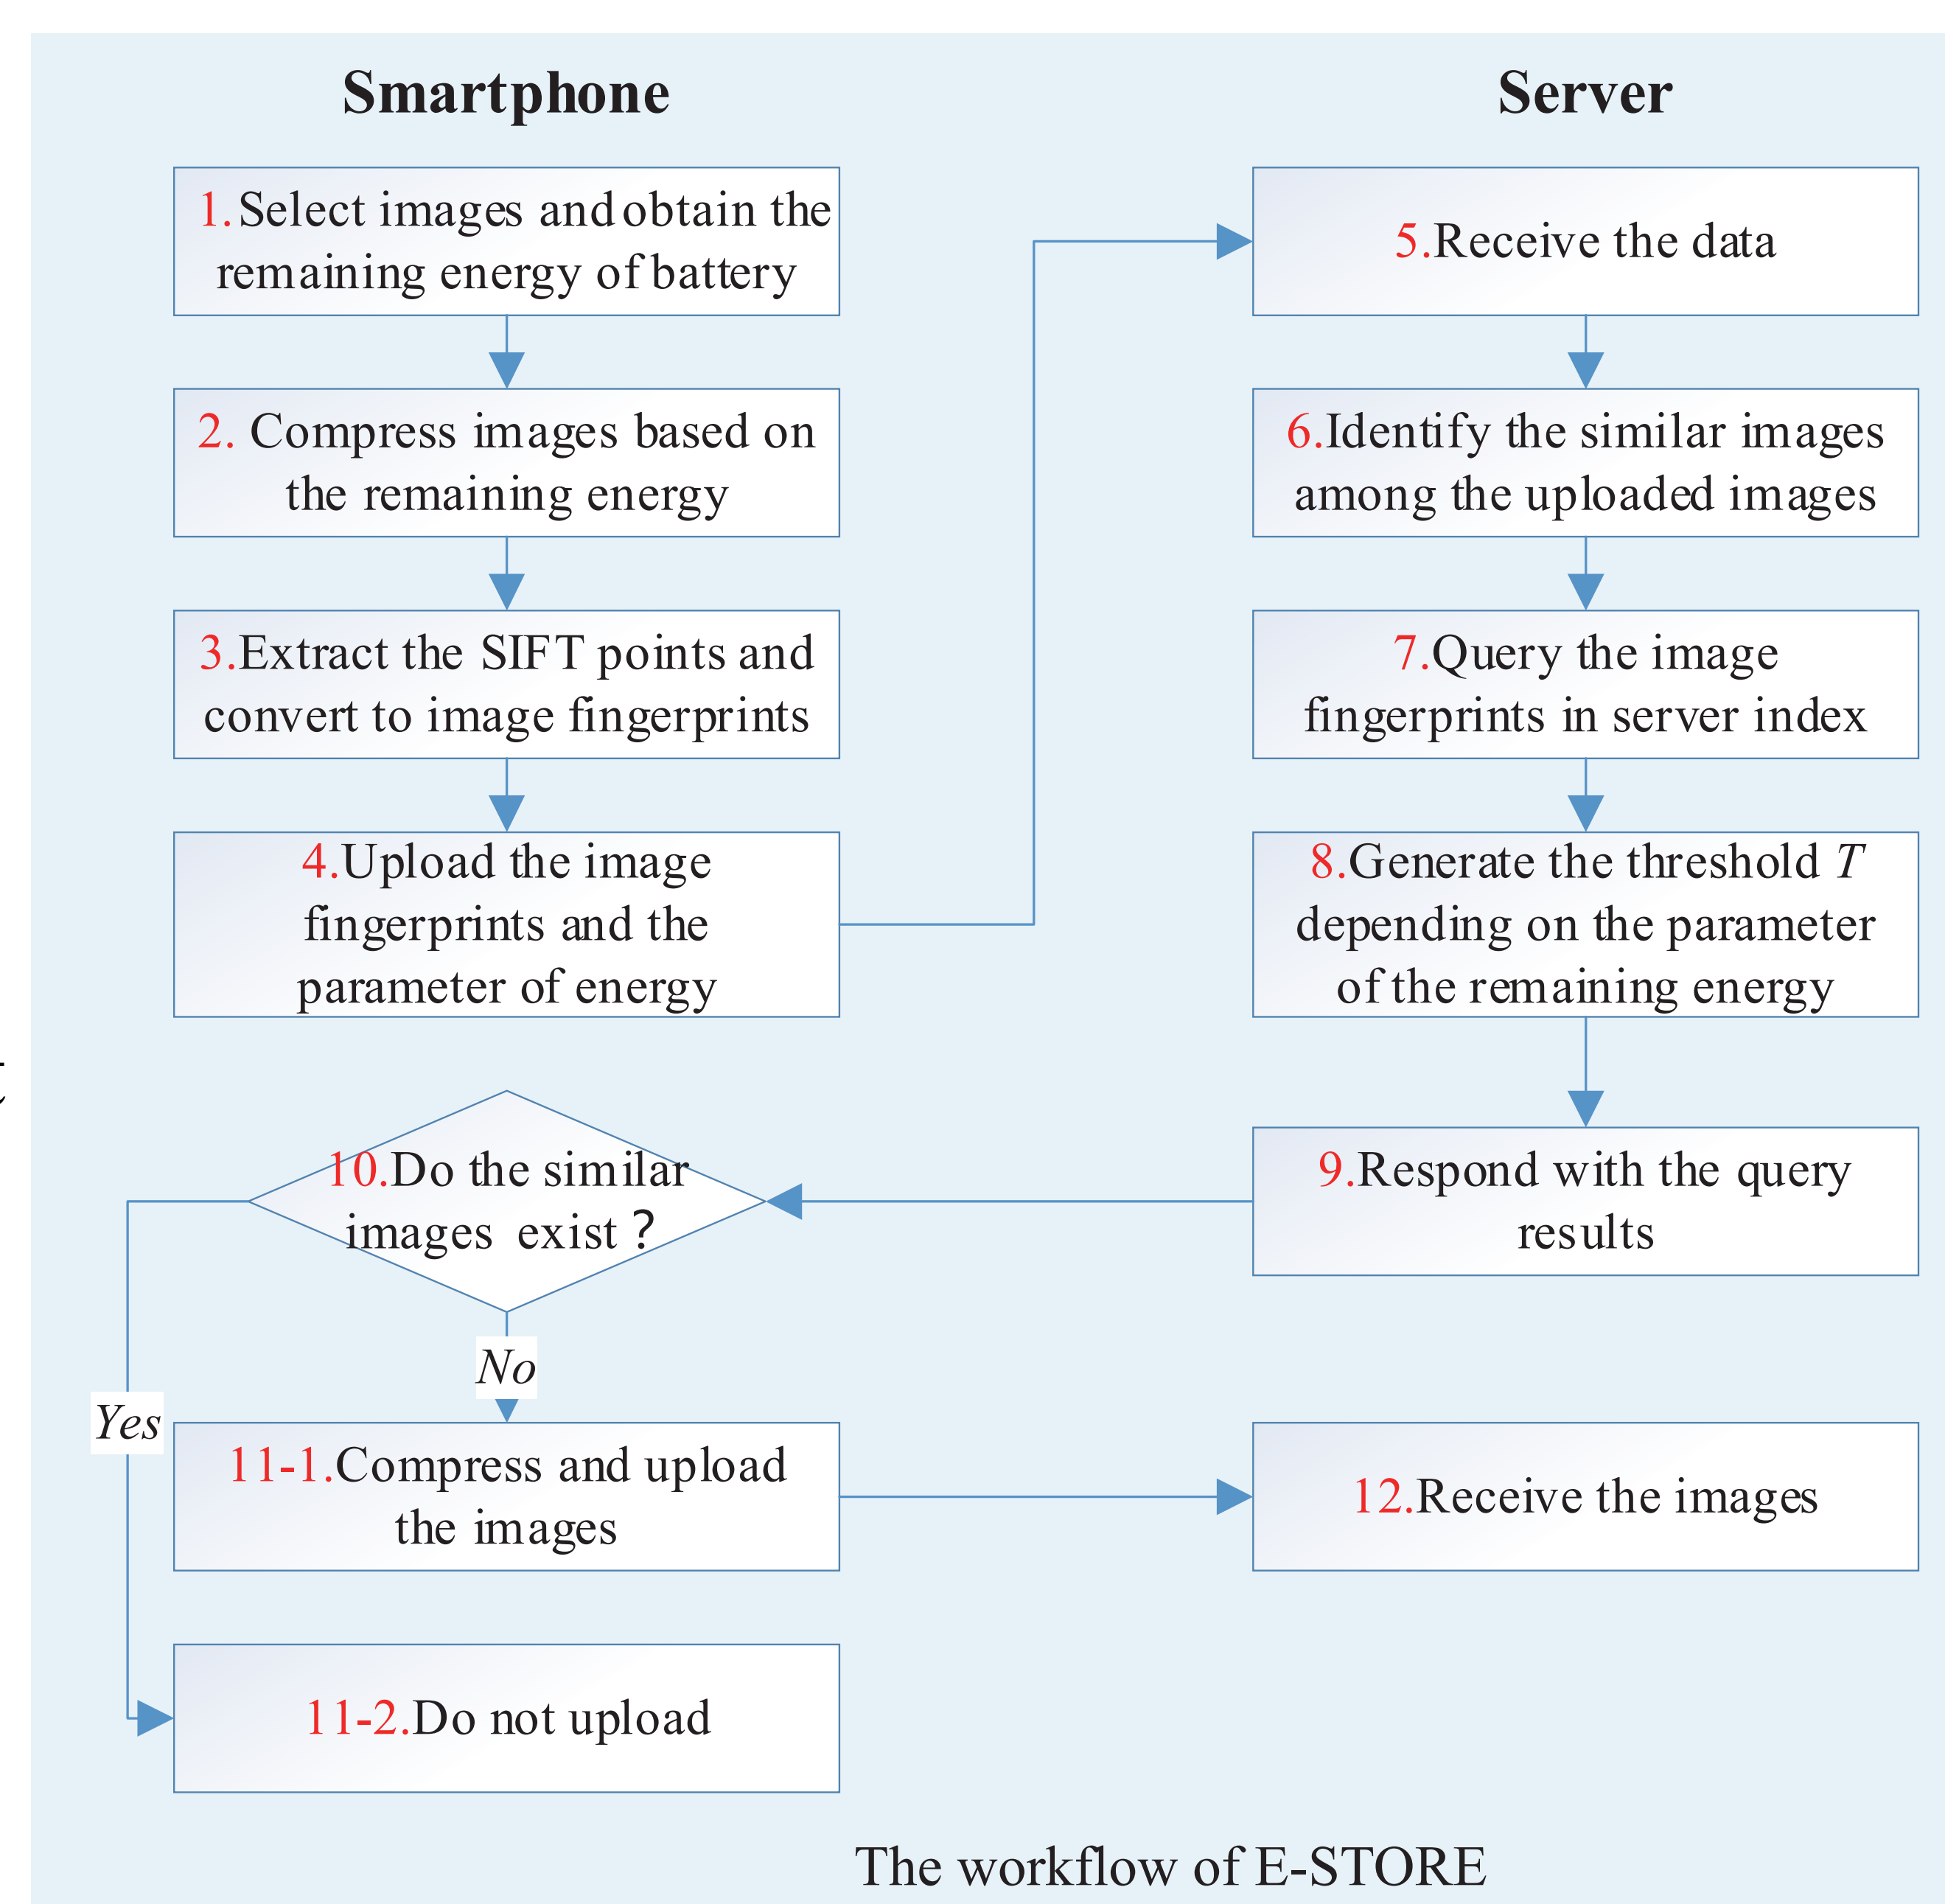 Smartphone
1.Select images and obtain the
remaining energy of battery
2. Compress images based on
the remaining energy
3.Extract the SIFT points and
convert to image fingerprints
4.Upload the image
fingerprints and the
parameter of energy
Server
5.Receive the data
6.Identify the similar images
among the uploaded images
7.Query the image
fingerprints in server index
8.Generate the threshold T
depending on the parameter
of the remaining energy
9.Respond with the query
results
10.Do the similar
images exist ?
No
Yes
11-1.Compress and upload
the images
12.Receive the images
11-2.Do not upload
The workflow of E-STORE